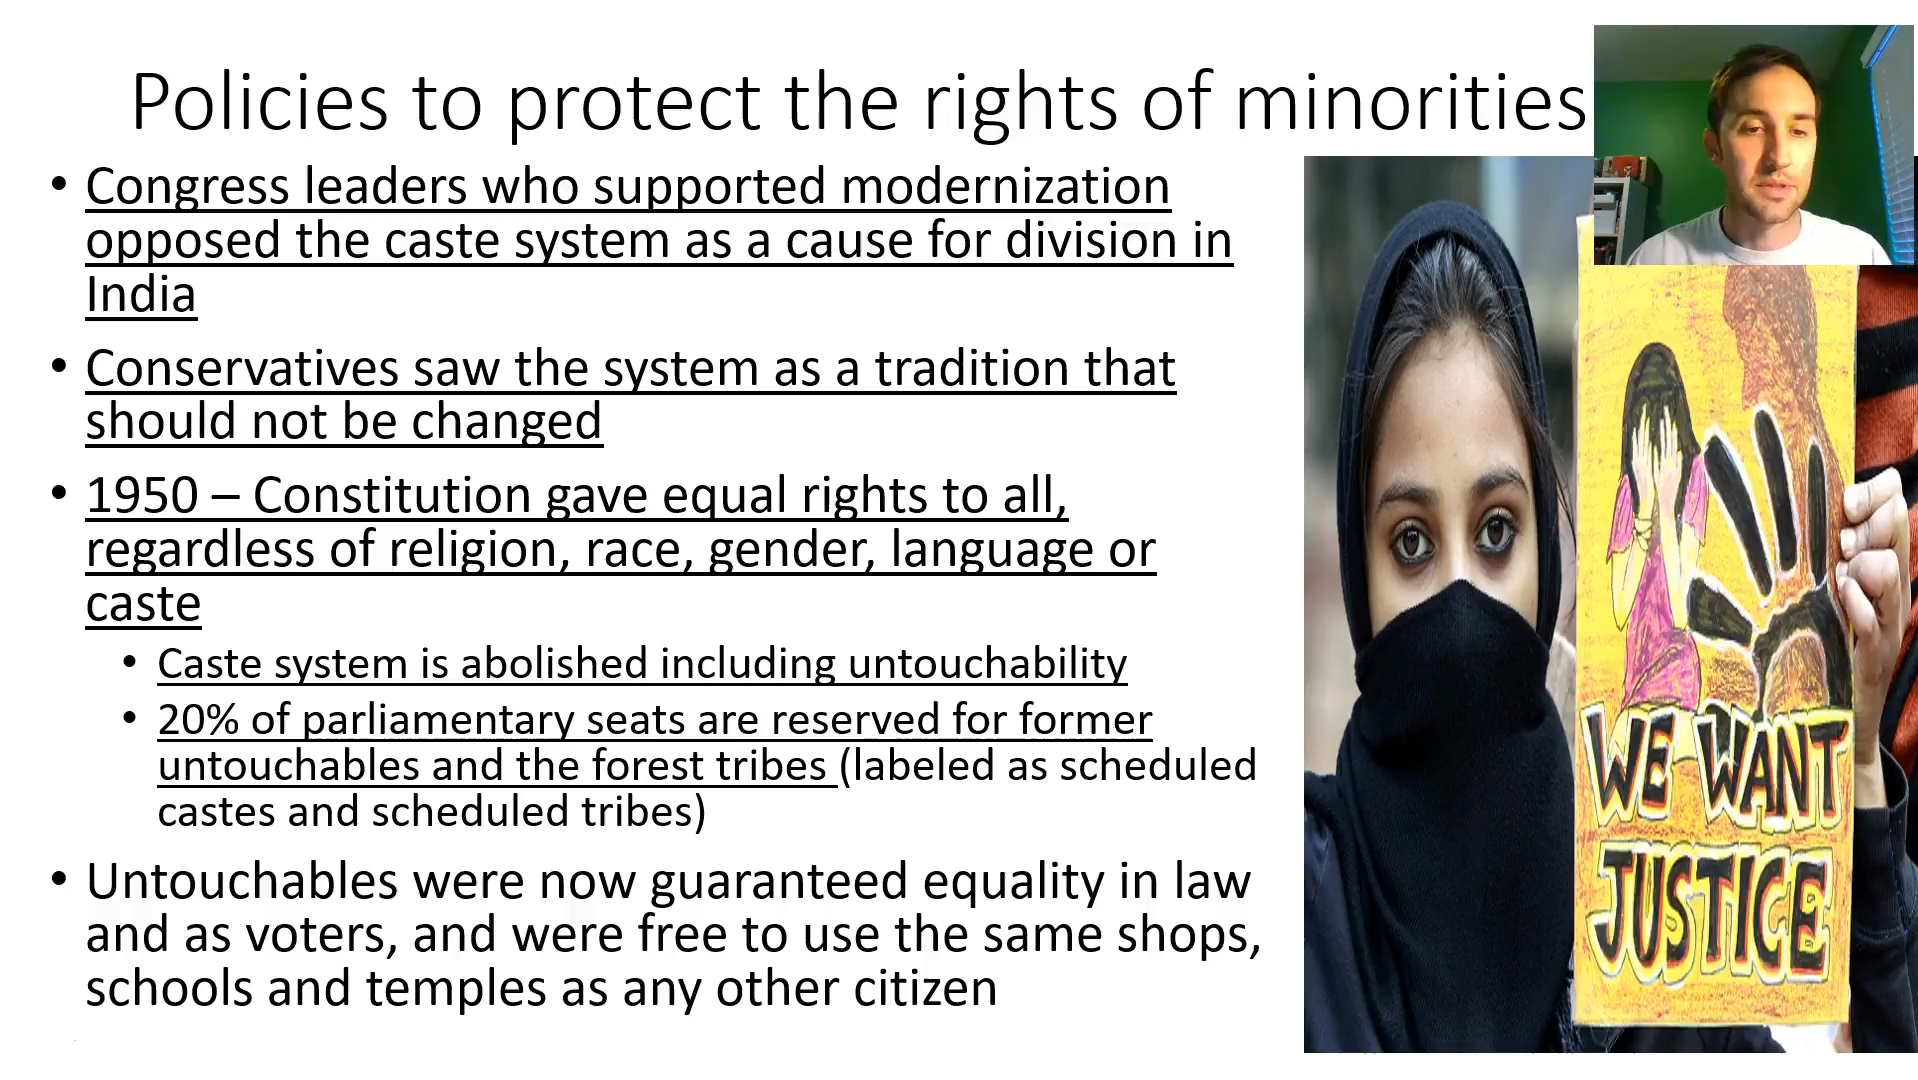 Policies to protect the rights of minorities
• Congress leaders who supported modernization
opposed the caste system as a cause for division in
India
• Conservatives saw the system as a tradition that
should not be changed
• 1950 – Constitution gave equal rights to all,
regardless of religion, race, gender, language or
caste
• Caste system is abolished including untouchability
• 20% of parliamentary seats are reserved for former
untouchables and the forest tribes (labeled as scheduled
castes and scheduled tribes)
• Untouchables were now guaranteed equality in law
and as voters, and were free to use the same shops,
schools and temples as any other citizen
WE WANT
JUSTICE